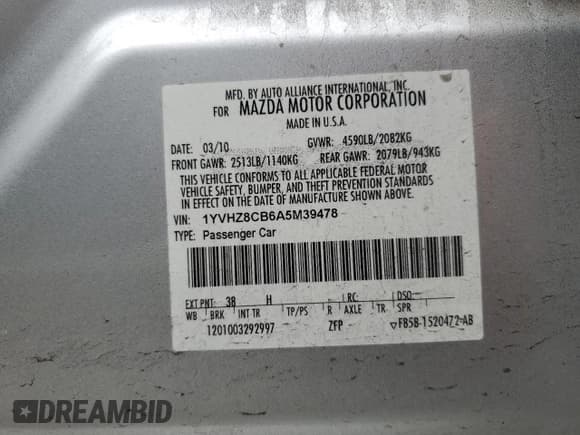 MFD. BY AUTO ALLIANCE INTERNATIONAL, INC.
FOR MAZDA MOTOR CORPORATION
MADE IN U.S.A.
DATE: 03/10 GVWR: 4590LB/2082KG
FRONT GAWR: 2513LB/1140KG REAR GAWR: 2079LB/943KG
THIS VEHICLE CONFORMS TO ALL APPLICABLE FEDERAL MOTOR
VEHICLE SAFETY, BUMPER, AND THEFT PREVENTION STANDARDS
IN EFFECT ON THE DATE OF MANUFACTURE SHOWN ABOVE.
VIN: 1YVHZ8CB6A5M39478
TYPE: Passenger Car
EXT PNT: 38 H RC: DSO:
WB BRK INT TR TP/PS R AXLE TR SPR
1201003292997 ZFP ▽F85B-1520472-AB
DREAMBID